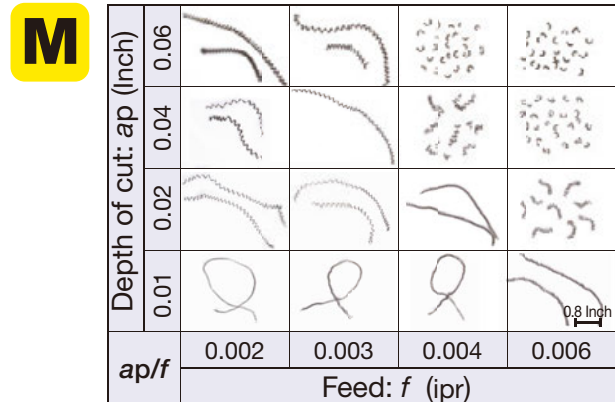 M
Depth of cut: ap (Inch)
0.06
0.04
0.02
0.01
0.8 Inch
ap/f
0.002
0.003
0.004
0.006
Feed: f (ipr)